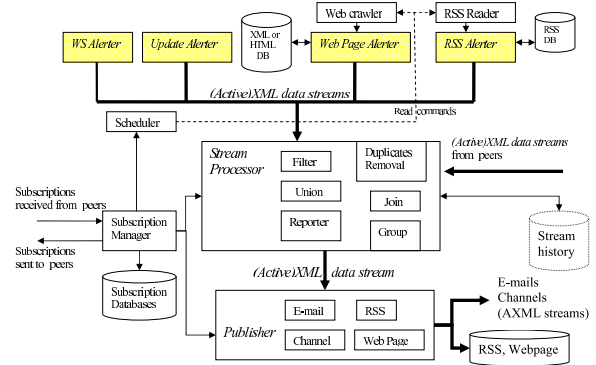 Web crawler
RSS Reader
WS Alerter
Update Alerter
XML or
HTML
DB
Web Page Alerter
RSS Alerter
RSS
DB
(Active)XML data streams
Read commands
Scheduler
Stream
Processor
Filter
Duplicates
Removal
Union
Join
Reporter
Group
(Active)XML data streams
from peers
Subscriptions
received from peers
Subscription
Manager
Subscriptions
sent to peers
Stream
history
Subscription
Databases
(Active)XML data stream
E-mail
RSS
Publisher
Channel
Web Page
E-mails
Channels
(AXML streams)
RSS, Webpage